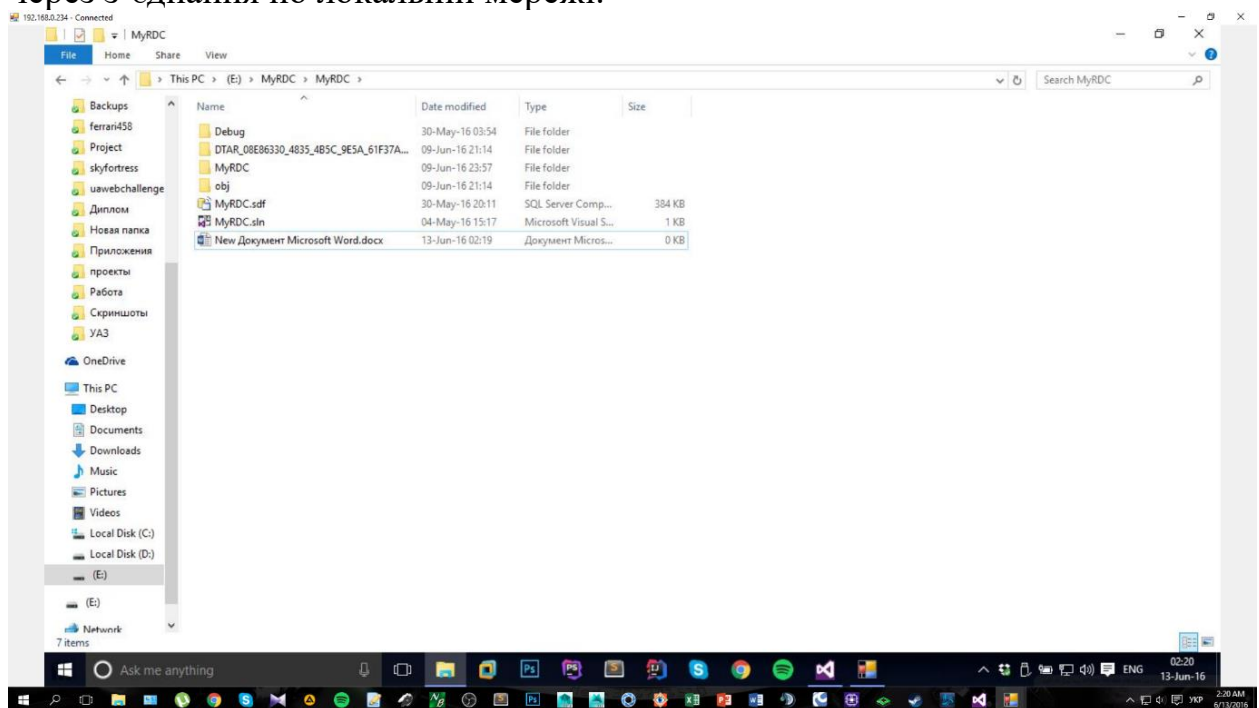 через з'єднання по локальній мережі.
192.168.0.234 - Connected
MyRDC
File Home Share View
This PC > (E:) > MyRDC > MyRDC >
Search MyRDC
Name Date modified Type Size
Backups
ferrari458
Project
skyfortress
uawebchallenge
Диплом
Новая папка
Приложения
проекты
Работа
Скриншоты
УАЗ
OneDrive
This PC
Desktop
Documents
Downloads
Music
Pictures
Videos
Local Disk (C:)
Local Disk (D:)
(E:)
(E:)
Network
Debug 30-May-16 03:54 File folder
DTAR_08E86330_4835_4B5C_9E5A_61F37A... 09-Jun-16 21:14 File folder
MyRDC 09-Jun-16 23:57 File folder
obj 09-Jun-16 21:14 File folder
MyRDC.sdf 30-May-16 20:11 SQL Server Comp... 384 KB
MyRDC.sln 04-May-16 15:17 Microsoft Visual S... 1 KB
New Документ Microsoft Word.docx 13-Jun-16 02:19 Документ Micros... 0 KB
7 items
Ask me anything
ENG
02:20
13-Jun-16
УКР
2:20 AM
6/13/2016